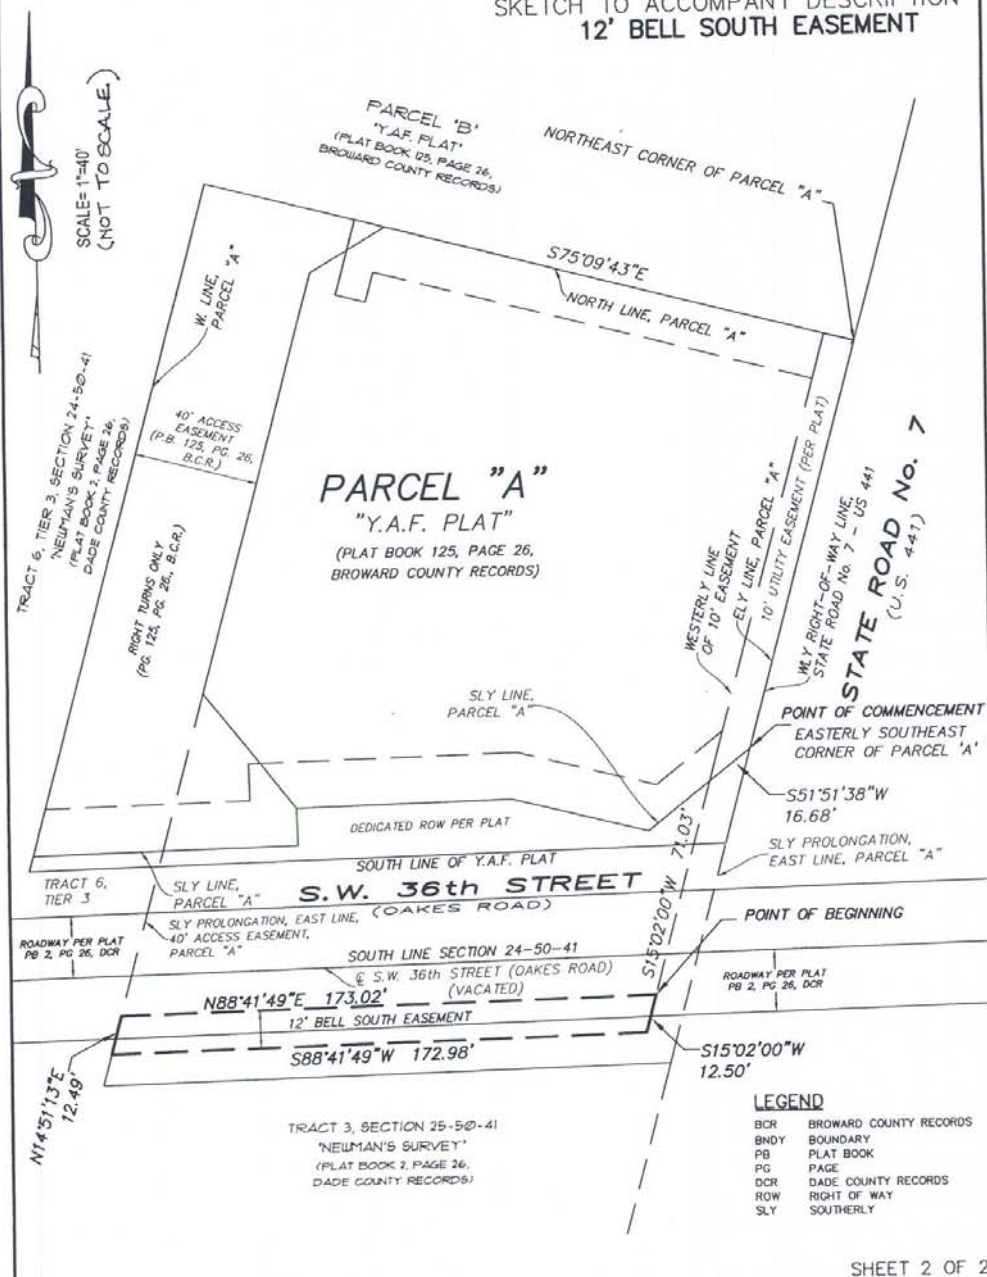 SKETCH TO ACCOMPANY DESCRIPTION
12' BELL SOUTH EASEMENT
SCALE= 1"=40'
(NOT TO SCALE)
PARCEL 'B'
"Y.A.F. PLAT"
(PLAT BOOK 125, PAGE 26,
BROWARD COUNTY RECORDS)
NORTHEAST CORNER OF PARCEL "A"
S75°09'43"E
NORTH LINE, PARCEL "A"
W. LINE,
PARCEL "A"
TRACT 6, TIER 3, SECTION 24-50-41
"NEWMAN'S SURVEY"
(PLAT BOOK 2, PAGE 26,
DADE COUNTY RECORDS)
40' ACCESS
EASEMENT
(P.B. 125, PG. 26,
B.C.R.)
RIGHT TURNS ONLY
(PG. 125, PG. 26., B.C.R.)
PARCEL "A"
"Y.A.F. PLAT"
(PLAT BOOK 125, PAGE 26,
BROWARD COUNTY RECORDS)
WESTERLY LINE
OF 10' EASEMENT
ELY LINE, PARCEL "A"
10' UTILITY EASEMENT (PER PLAT)
WLY RIGHT-OF-WAY LINE,
STATE ROAD No. 7 - US 441
STATE ROAD No. 7
(U.S. 441)
SLY LINE,
PARCEL "A"
POINT OF COMMENCEMENT
EASTERLY SOUTHEAST
CORNER OF PARCEL 'A'
S51°51'38"W
16.68'
SLY PROLONGATION,
EAST LINE, PARCEL "A"
DEDICATED ROW PER PLAT
SOUTH LINE OF Y.A.F. PLAT
TRACT 6,
TIER 3
SLY LINE,
PARCEL "A"
S.W. 36th STREET
(OAKES ROAD)
S15°02'00"W 71.03'
SLY PROLONGATION, EAST LINE,
40' ACCESS EASEMENT,
PARCEL "A"
POINT OF BEGINNING
ROADWAY PER PLAT
PB 2, PG 26, DCR
SOUTH LINE SECTION 24-50-41
℄ S.W. 36th STREET (OAKES ROAD)
(VACATED)
ROADWAY PER PLAT
PB 2, PG 26, DCR
N88°41'49"E 173.02'
12' BELL SOUTH EASEMENT
S88°41'49"W 172.98'
S15°02'00"W
12.50'
N14°51'13"E
12.49'
TRACT 3, SECTION 25-50-41
"NEWMAN'S SURVEY"
(PLAT BOOK 2, PAGE 26,
DADE COUNTY RECORDS)
LEGEND
BCR BROWARD COUNTY RECORDS
BNDY BOUNDARY
PB PLAT BOOK
PG PAGE
DCR DADE COUNTY RECORDS
ROW RIGHT OF WAY
SLY SOUTHERLY
SHEET 2 OF 2